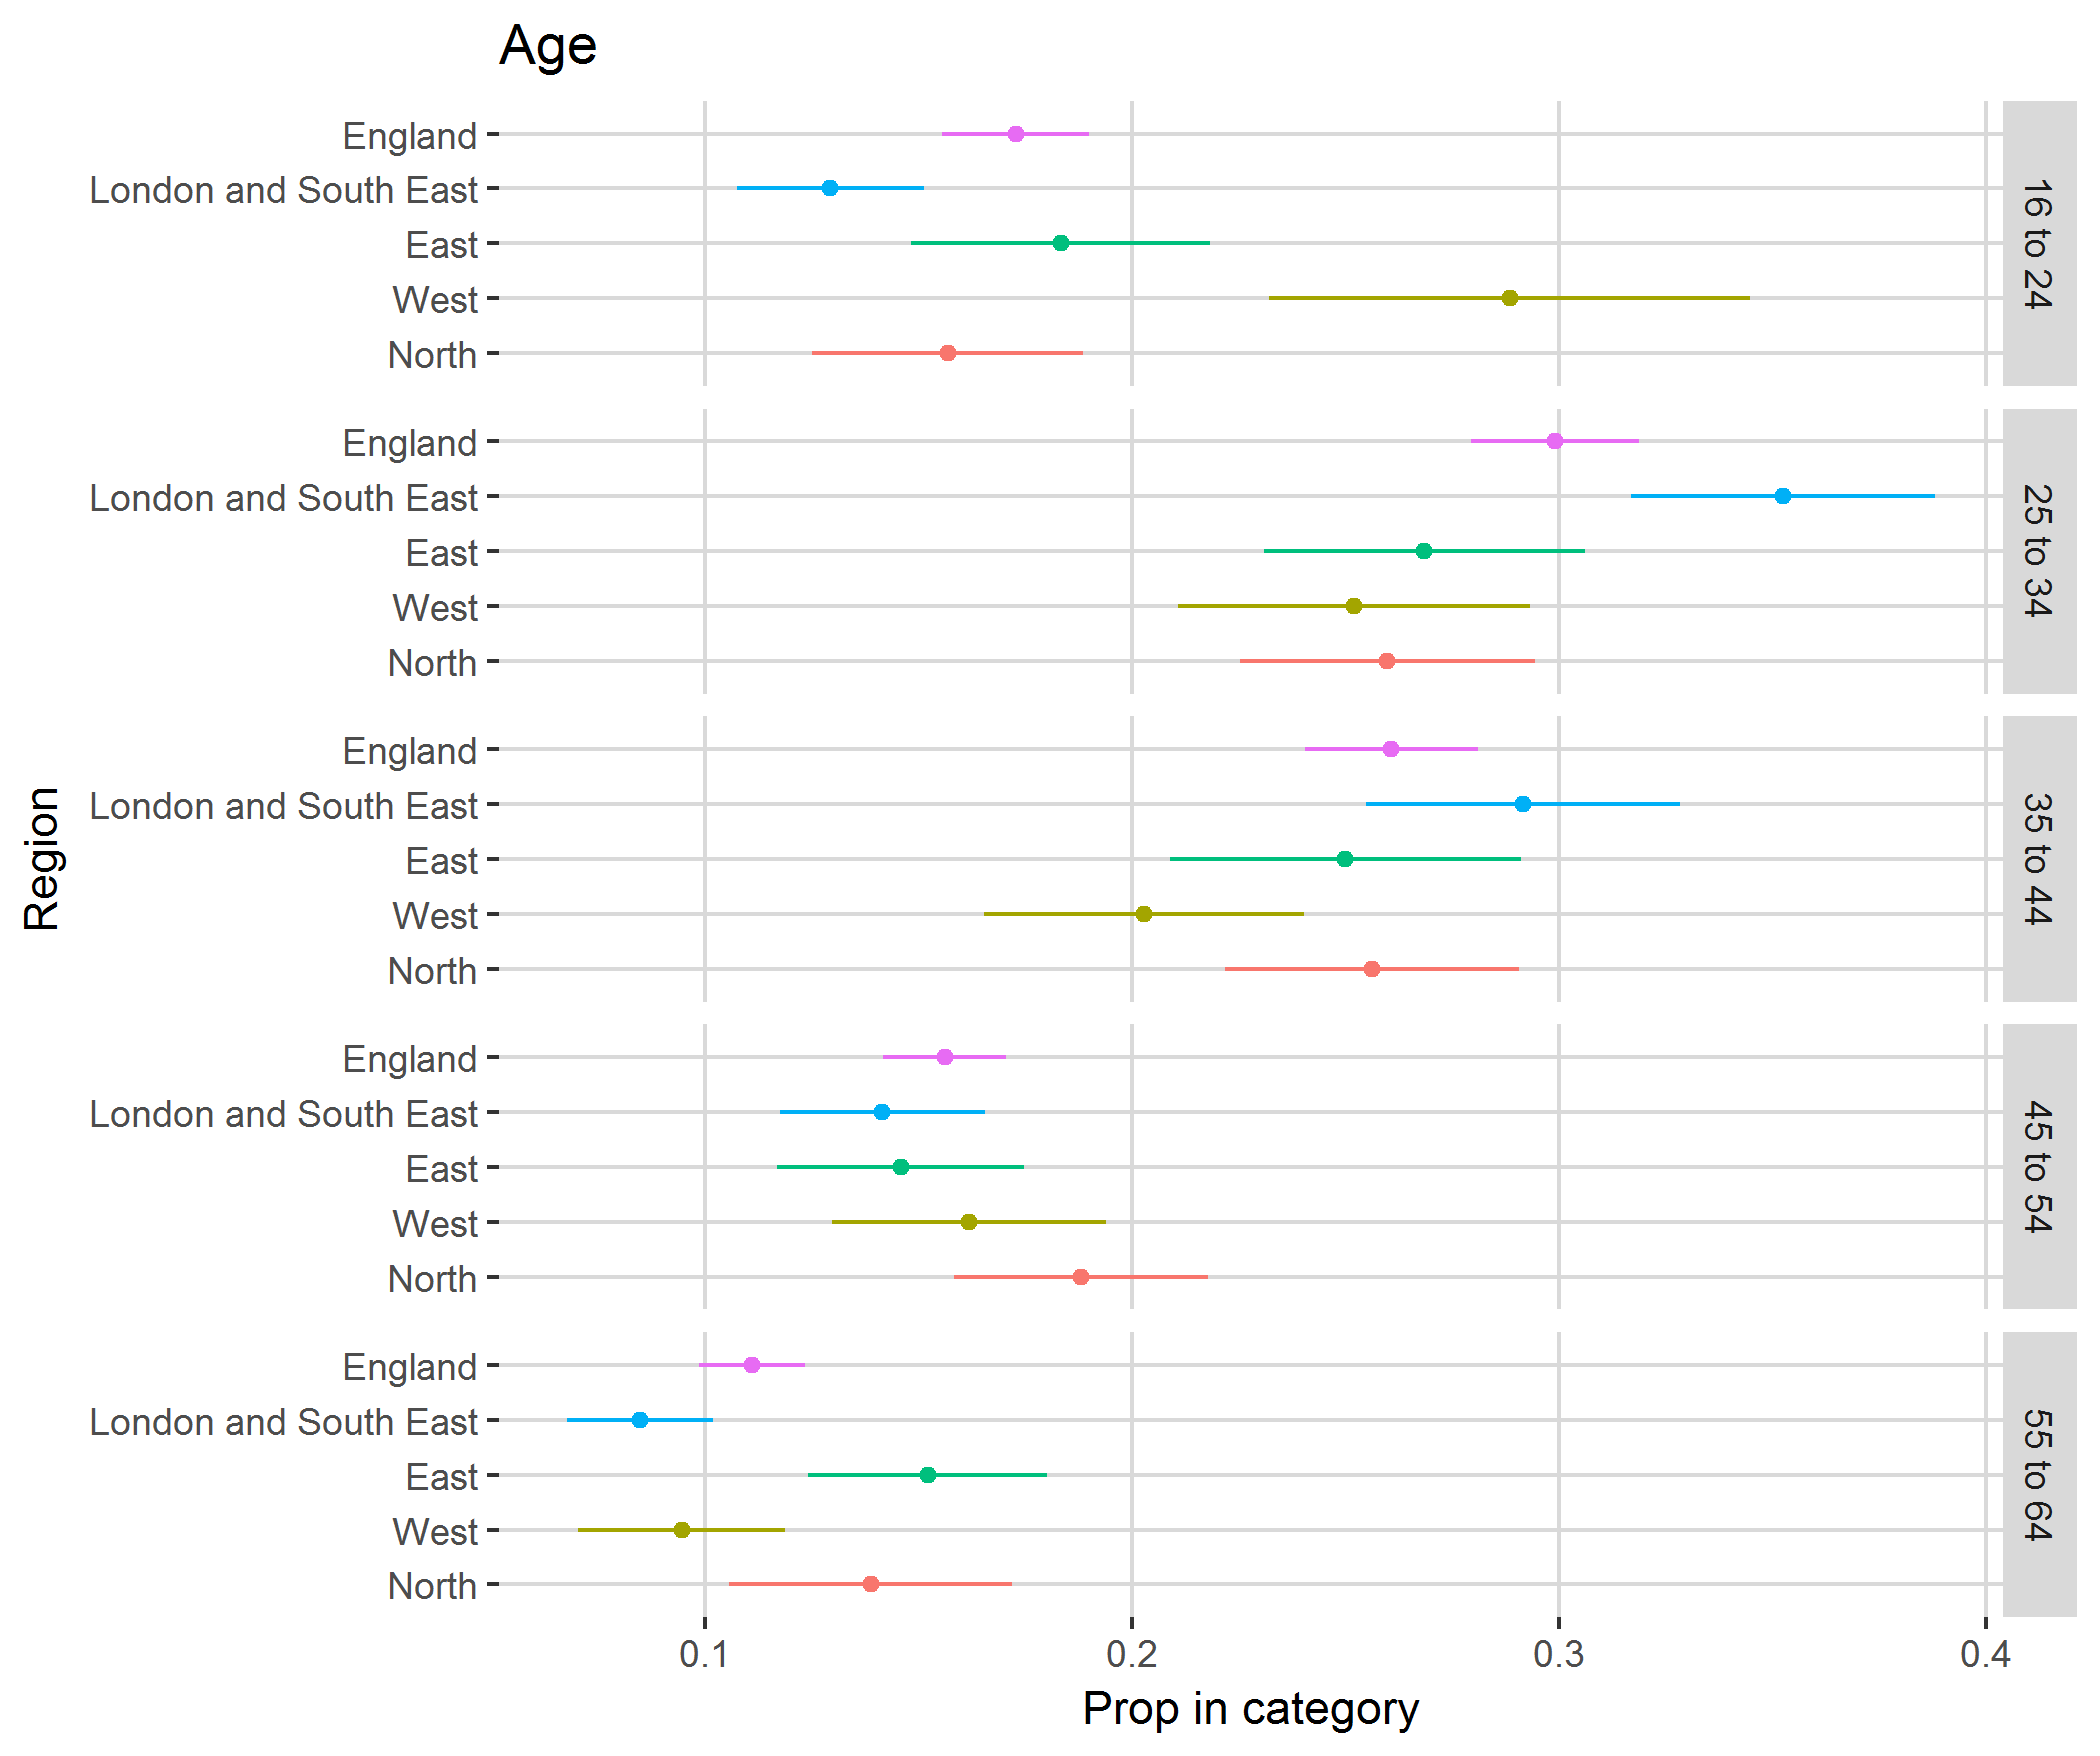 Age
England
London and South East
East
West
North
16 to 24
England
London and South East
East
West
North
25 to 34
England
London and South East
East
West
North
35 to 44
England
London and South East
East
West
North
45 to 54
England
London and South East
East
West
North
55 to 64
Region
0.1 0.2 0.3 0.4
Prop in category